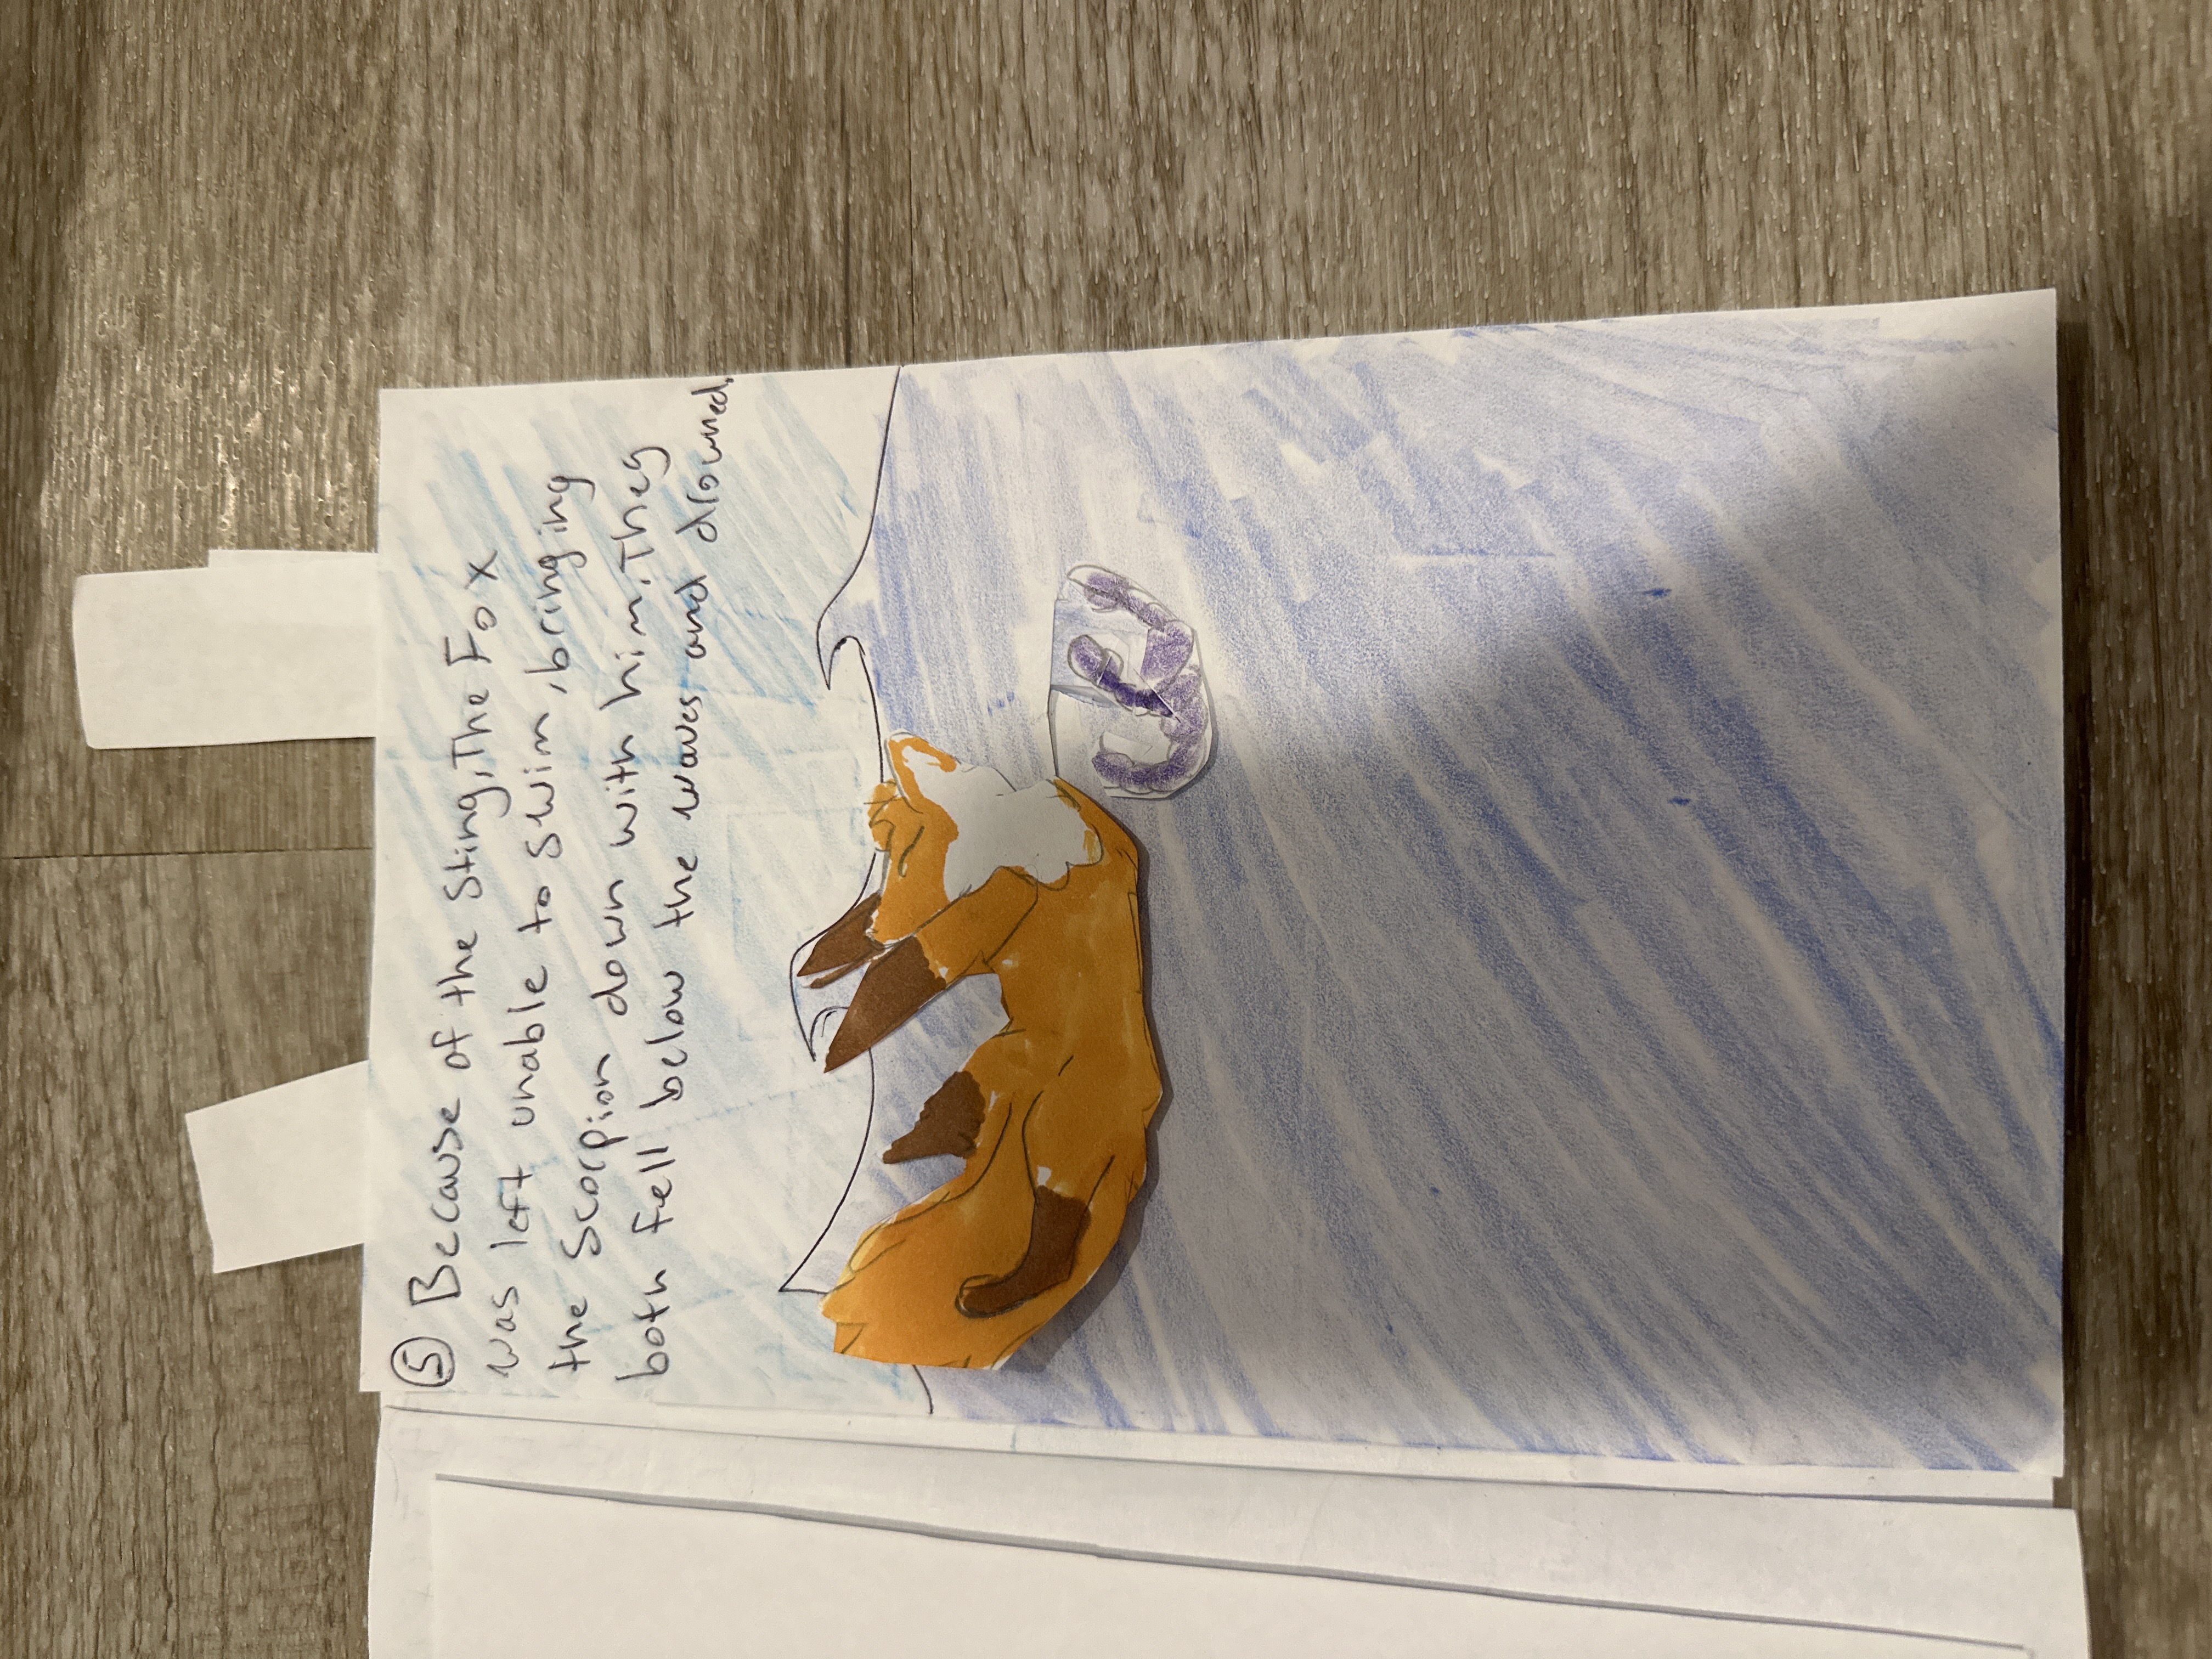 ⑤ Because of the Sting, The Fox
was left unable to swim, bringing
the Scorpion down with him. They
both fell below the waves and drowned.